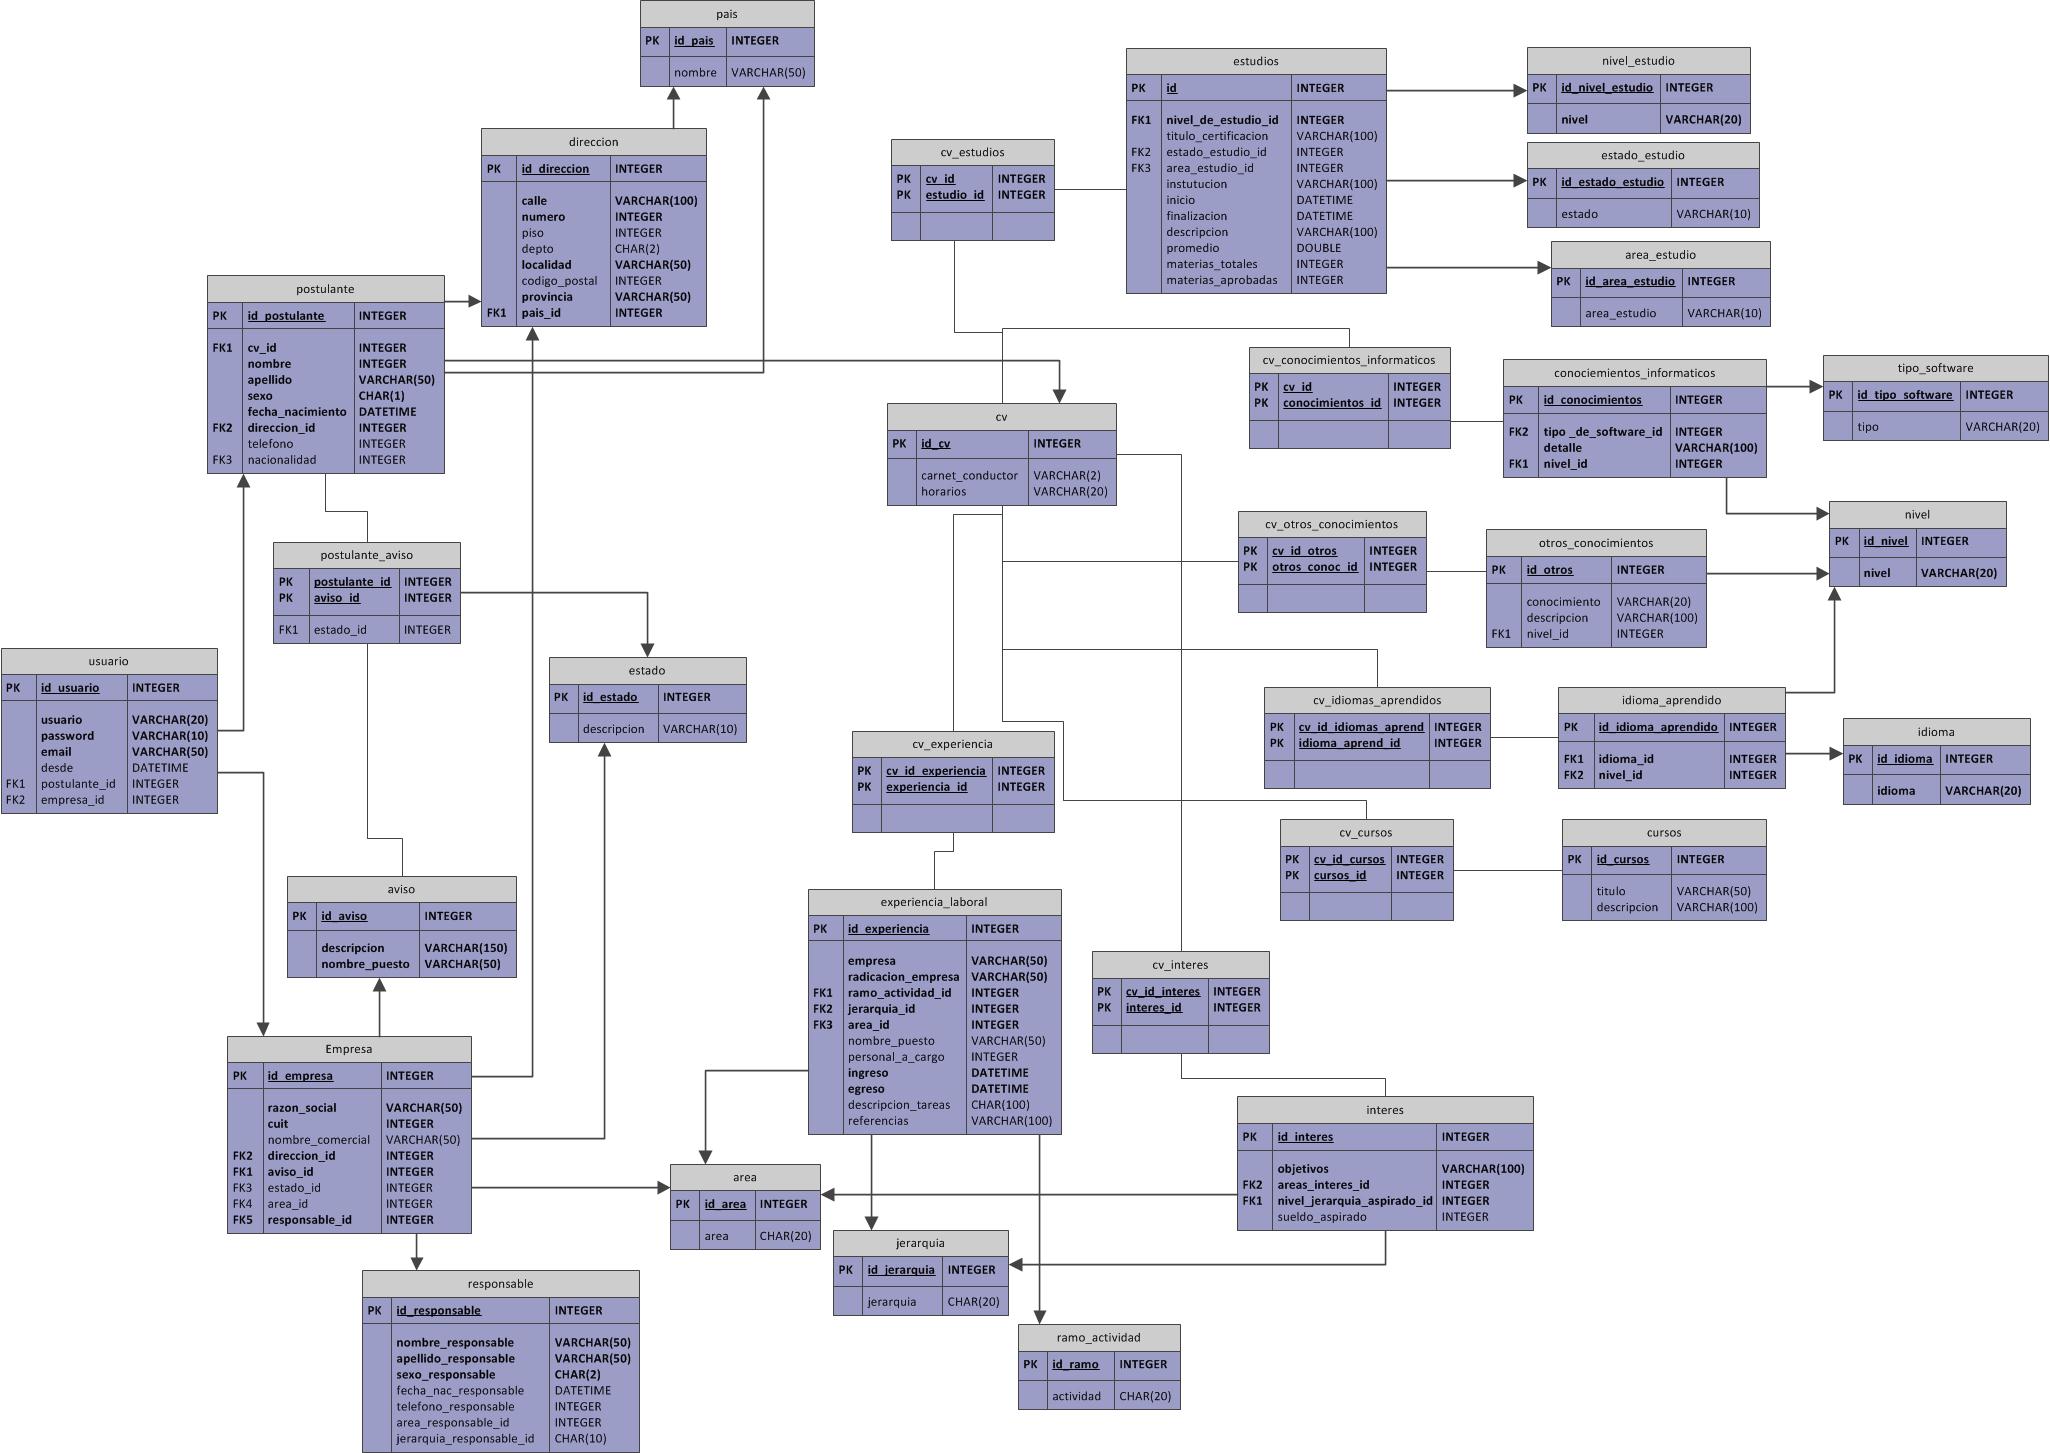 pais
PK id_pais INTEGER
nombre VARCHAR(50)
direccion
PK id_direccion INTEGER
calle VARCHAR(100)
numero INTEGER
piso INTEGER
depto CHAR(2)
localidad VARCHAR(50)
codigo_postal INTEGER
provincia VARCHAR(50)
FK1 pais_id INTEGER
estudios
PK id INTEGER
FK1 nivel_de_estudio_id INTEGER
titulo_certificacion VARCHAR(100)
FK2 estado_estudio_id INTEGER
FK3 area_estudio_id INTEGER
instutucion VARCHAR(100)
inicio DATETIME
finalizacion DATETIME
descripcion VARCHAR(100)
promedio DOUBLE
materias_totales INTEGER
materias_aprobadas INTEGER
nivel_estudio
PK id_nivel_estudio INTEGER
nivel VARCHAR(20)
estado_estudio
PK id_estado_estudio INTEGER
estado VARCHAR(10)
area_estudio
PK id_area_estudio INTEGER
area_estudio VARCHAR(10)
cv_estudios
PK cv_id INTEGER
PK estudio_id INTEGER
postulante
PK id_postulante INTEGER
FK1 cv_id INTEGER
nombre INTEGER
apellido VARCHAR(50)
sexo CHAR(1)
fecha_nacimiento DATETIME
FK2 direccion_id INTEGER
telefono INTEGER
FK3 nacionalidad INTEGER
cv_conocimientos_informaticos
PK cv_id INTEGER
PK conocimientos_id INTEGER
conociemientos_informaticos
PK id_conocimientos INTEGER
FK2 tipo _de_software_id INTEGER
detalle VARCHAR(100)
FK1 nivel_id INTEGER
tipo_software
PK id_tipo_software INTEGER
tipo VARCHAR(20)
cv
PK id_cv INTEGER
carnet_conductor VARCHAR(2)
horarios VARCHAR(20)
nivel
PK id_nivel INTEGER
nivel VARCHAR(20)
cv_otros_conocimientos
PK cv_id_otros INTEGER
PK otros_conoc_id INTEGER
otros_conocimientos
PK id_otros INTEGER
conocimiento VARCHAR(20)
descripcion VARCHAR(100)
FK1 nivel_id INTEGER
postulante_aviso
PK postulante_id INTEGER
PK aviso_id INTEGER
FK1 estado_id INTEGER
usuario
PK id_usuario INTEGER
usuario VARCHAR(20)
password VARCHAR(10)
email VARCHAR(50)
desde DATETIME
FK1 postulante_id INTEGER
FK2 empresa_id INTEGER
estado
PK id_estado INTEGER
descripcion VARCHAR(10)
cv_idiomas_aprendidos
PK cv_id_idiomas_aprend INTEGER
PK idioma_aprend_id INTEGER
idioma_aprendido
PK id_idioma_aprendido INTEGER
FK1 idioma_id INTEGER
FK2 nivel_id INTEGER
idioma
PK id_idioma INTEGER
idioma VARCHAR(20)
cv_experiencia
PK cv_id_experiencia INTEGER
PK experiencia_id INTEGER
cv_cursos
PK cv_id_cursos INTEGER
PK cursos_id INTEGER
cursos
PK id_cursos INTEGER
titulo VARCHAR(50)
descripcion VARCHAR(100)
aviso
PK id_aviso INTEGER
descripcion VARCHAR(150)
nombre_puesto VARCHAR(50)
experiencia_laboral
PK id_experiencia INTEGER
empresa VARCHAR(50)
radicacion_empresa VARCHAR(50)
FK1 ramo_actividad_id INTEGER
FK2 jerarquia_id INTEGER
FK3 area_id INTEGER
nombre_puesto VARCHAR(50)
personal_a_cargo INTEGER
ingreso DATETIME
egreso DATETIME
descripcion_tareas CHAR(100)
referencias VARCHAR(100)
cv_interes
PK cv_id_interes INTEGER
PK interes_id INTEGER
Empresa
PK id_empresa INTEGER
razon_social VARCHAR(50)
cuit INTEGER
nombre_comercial VARCHAR(50)
FK2 direccion_id INTEGER
FK1 aviso_id INTEGER
FK3 estado_id INTEGER
FK4 area_id INTEGER
FK5 responsable_id INTEGER
interes
PK id_interes INTEGER
objetivos VARCHAR(100)
FK2 areas_interes_id INTEGER
FK1 nivel_jerarquia_aspirado_id INTEGER
sueldo_aspirado INTEGER
area
PK id_area INTEGER
area CHAR(20)
jerarquia
PK id_jerarquia INTEGER
jerarquia CHAR(20)
responsable
PK id_responsable INTEGER
nombre_responsable VARCHAR(50)
apellido_responsable VARCHAR(50)
sexo_responsable CHAR(2)
fecha_nac_responsable DATETIME
telefono_responsable INTEGER
area_responsable_id INTEGER
jerarquia_responsable_id CHAR(10)
ramo_actividad
PK id_ramo INTEGER
actividad CHAR(20)